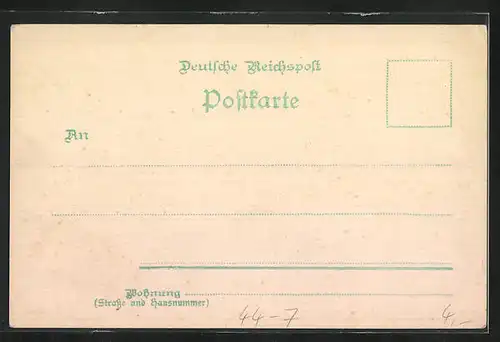 Deutsche Reichspost
Postkarte
An
Wohnung
(Straße und Hausnummer)
44-7
4,-